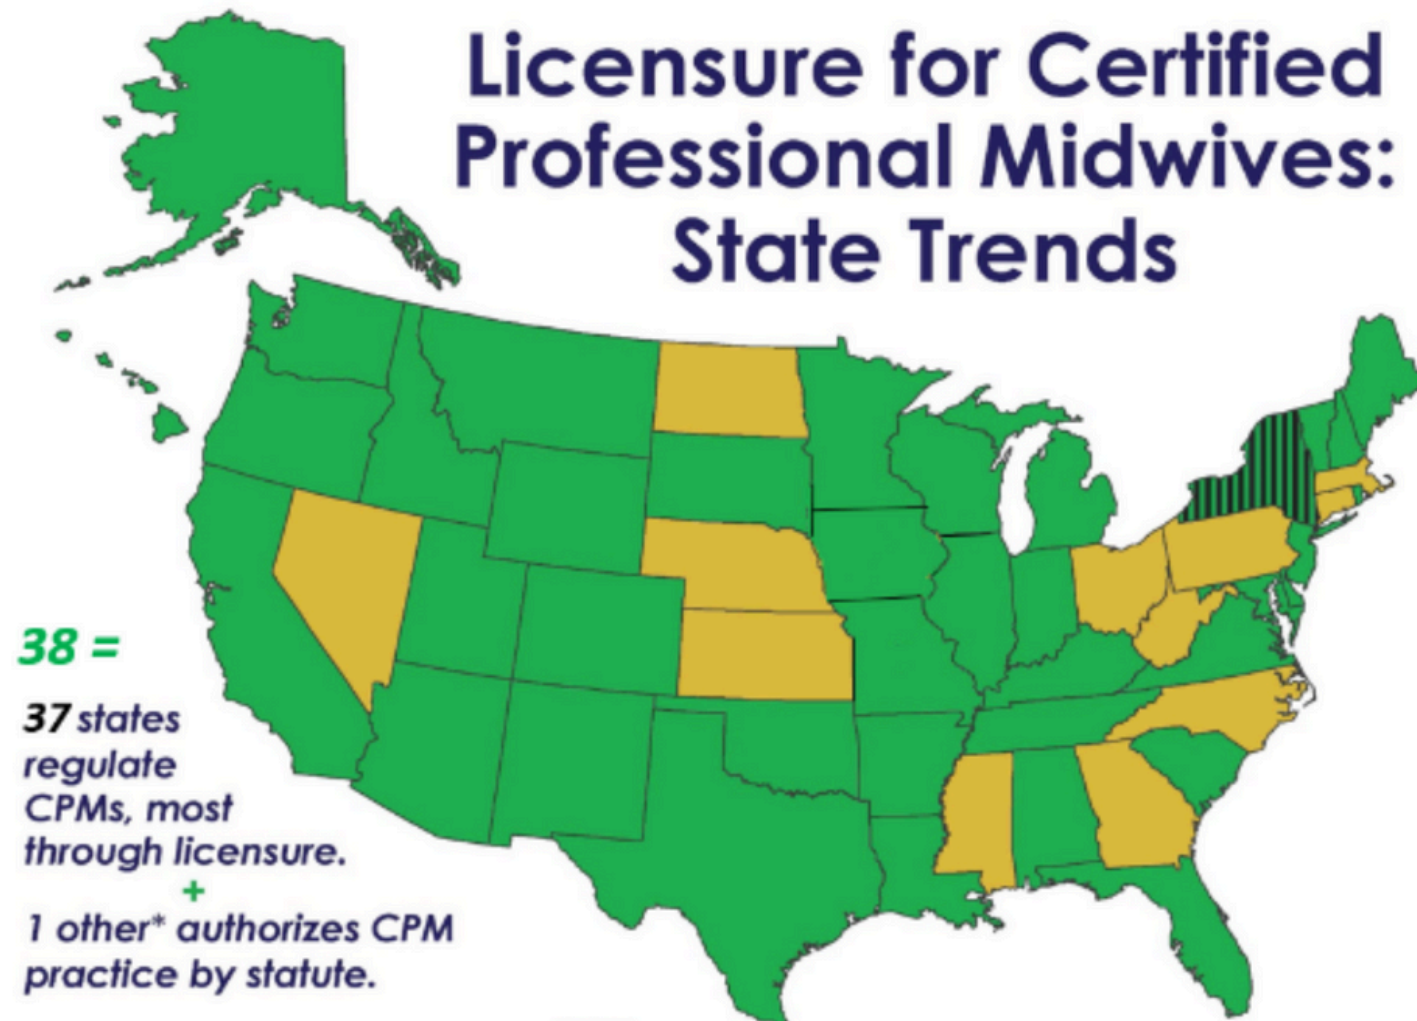 Licensure for Certified
Professional Midwives:
State Trends
38 =
37 states
regulate
CPMs, most
through licensure.
+
1 other* authorizes CPM
practice by statute.